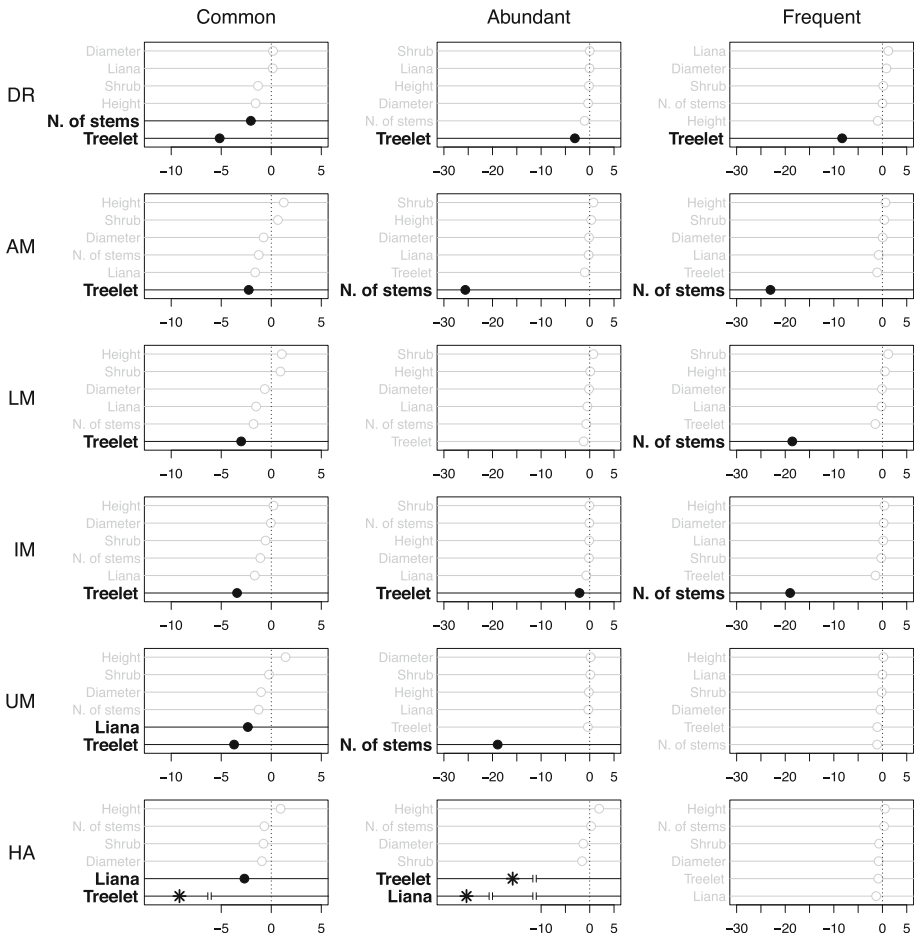 Common Abundant Frequent
DR
Diameter
Liana
Shrub
Height
N. of stems
Treelet
−10 −5 0 5
Shrub
Liana
Height
Diameter
N. of stems
Treelet
−30 −20 −10 0 5
Liana
Diameter
Shrub
N. of stems
Height
Treelet
−30 −20 −10 0 5
AM
Height
Shrub
Diameter
N. of stems
Liana
Treelet
−10 −5 0 5
Shrub
Height
Diameter
Liana
Treelet
N. of stems
−30 −20 −10 0 5
Height
Shrub
Diameter
Liana
Treelet
N. of stems
−30 −20 −10 0 5
LM
Height
Shrub
Diameter
Liana
N. of stems
Treelet
−10 −5 0 5
Shrub
Height
Diameter
Liana
N. of stems
Treelet
−30 −20 −10 0 5
Shrub
Height
Diameter
Liana
Treelet
N. of stems
−30 −20 −10 0 5
IM
Height
Diameter
Shrub
N. of stems
Liana
Treelet
−10 −5 0 5
Shrub
N. of stems
Height
Diameter
Liana
Treelet
−30 −20 −10 0 5
Height
Diameter
Liana
Shrub
Treelet
N. of stems
−30 −20 −10 0 5
UM
Height
Shrub
Diameter
N. of stems
Liana
Treelet
−10 −5 0 5
Diameter
Shrub
Height
Liana
Treelet
N. of stems
−30 −20 −10 0 5
Height
Liana
Shrub
Diameter
Treelet
N. of stems
−30 −20 −10 0 5
HA
Height
N. of stems
Shrub
Diameter
Liana
Treelet
−5 0 5
Height
N. of stems
Diameter
Shrub
Treelet
Liana
0 5
Height
N. of stems
Shrub
Diameter
Treelet
Liana
−30 −20 −10 0 5